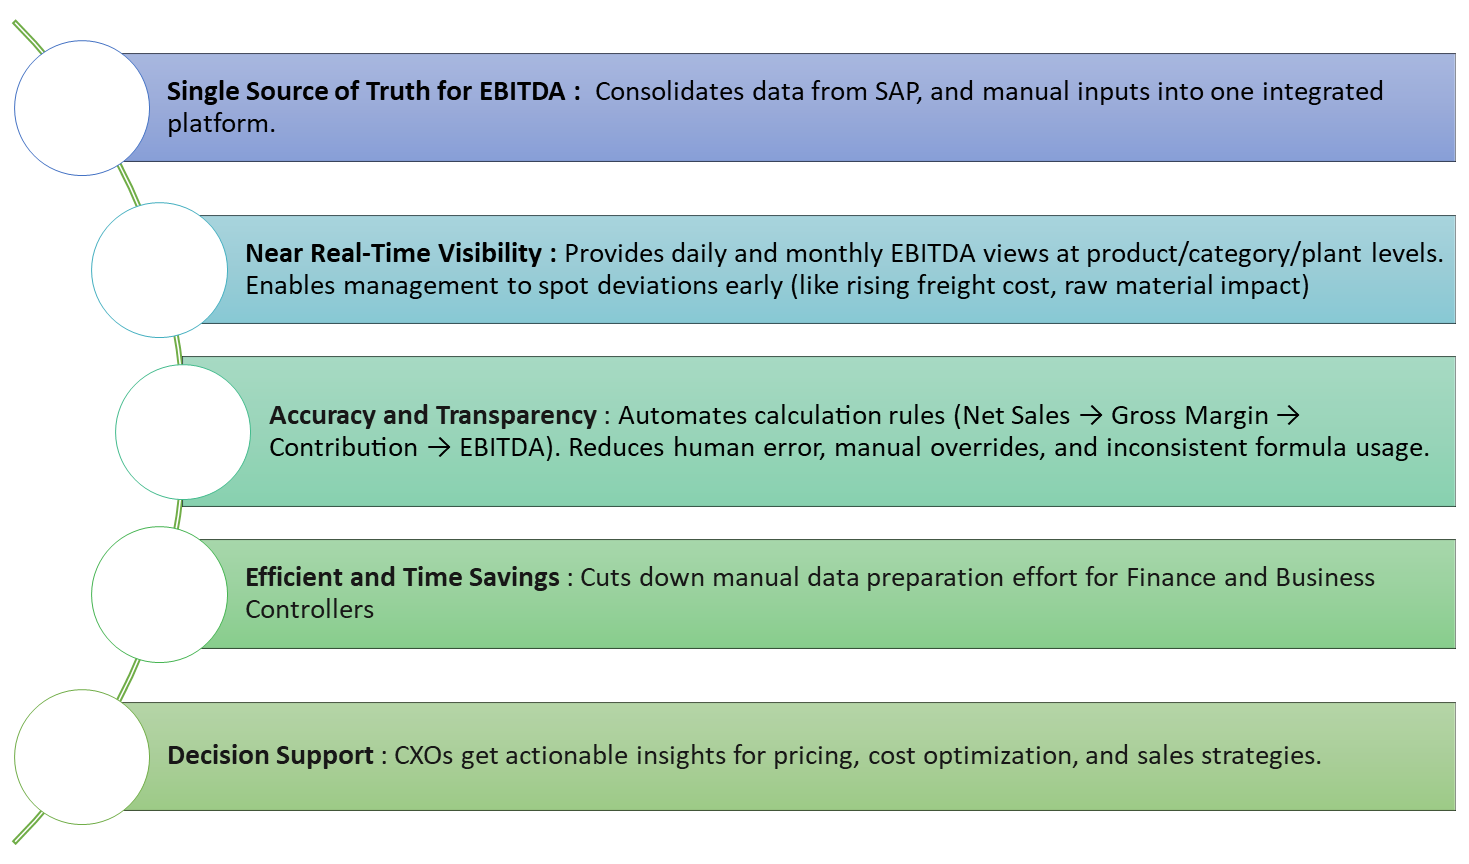 Single Source of Truth for EBITDA :  Consolidates data from SAP, and manual inputs into one integrated
platform.
Near Real-Time Visibility : Provides daily and monthly EBITDA views at product/category/plant levels.
Enables management to spot deviations early (like rising freight cost, raw material impact)
Accuracy and Transparency : Automates calculation rules (Net Sales → Gross Margin →
Contribution → EBITDA). Reduces human error, manual overrides, and inconsistent formula usage.
Efficient and Time Savings : Cuts down manual data preparation effort for Finance and Business
Controllers
Decision Support : CXOs get actionable insights for pricing, cost optimization, and sales strategies.